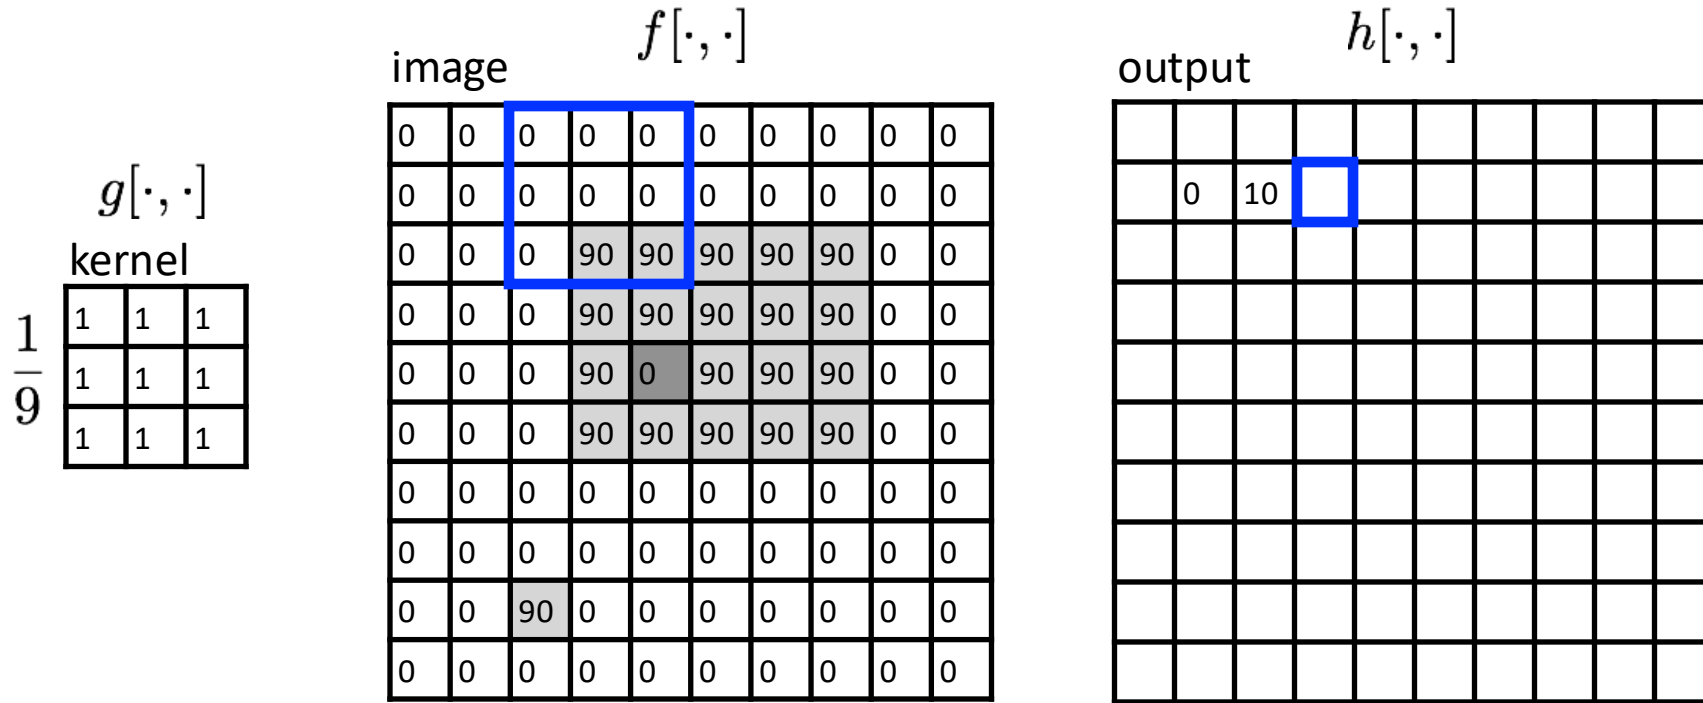 g[·, ·]
kernel
1/9
1 1 1
1 1 1
1 1 1
f[·, ·]
image
0 0 0 0 0 0 0 0 0 0
0 0 0 0 0 0 0 0 0 0
0 0 0 90 90 90 90 90 0 0
0 0 0 90 90 90 90 90 0 0
0 0 0 90 0 90 90 90 0 0
0 0 0 90 90 90 90 90 0 0
0 0 0 0 0 0 0 0 0 0
0 0 0 0 0 0 0 0 0 0
0 0 90 0 0 0 0 0 0 0
0 0 0 0 0 0 0 0 0 0
h[·, ·]
output
0 10